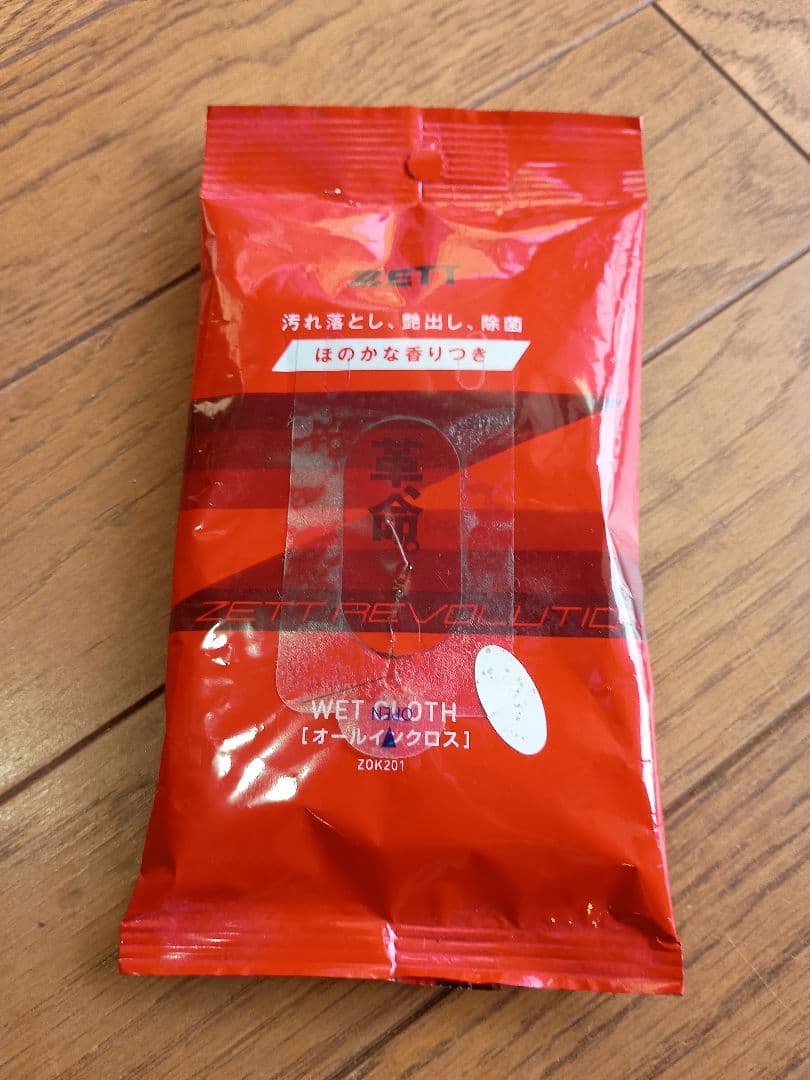 ZETT
汚れ落とし、艶出し、除菌
ほのかな香りつき
革、命。
ZETT REVOLUTIO
WET CLOTH
OPEN
[オールインクロス]
ZOK201